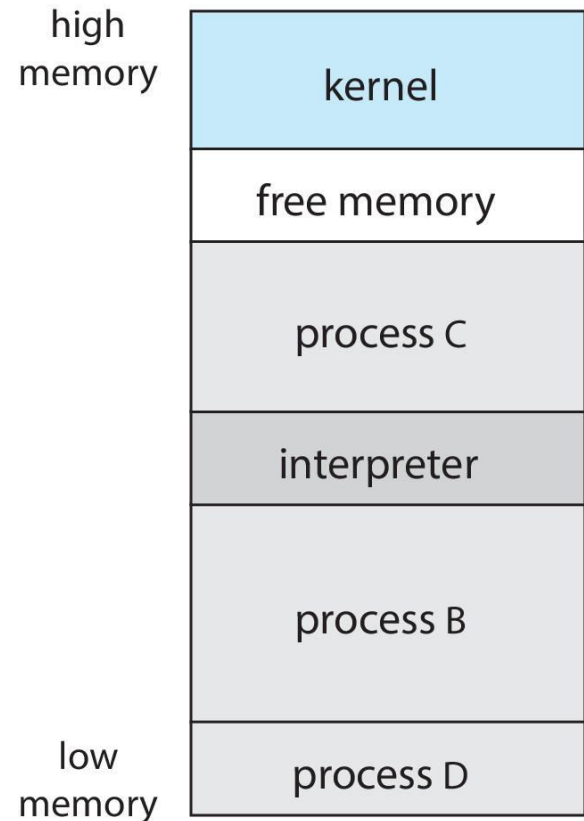 high
memory
kernel
free memory
process C
interpreter
process B
low
memory
process D